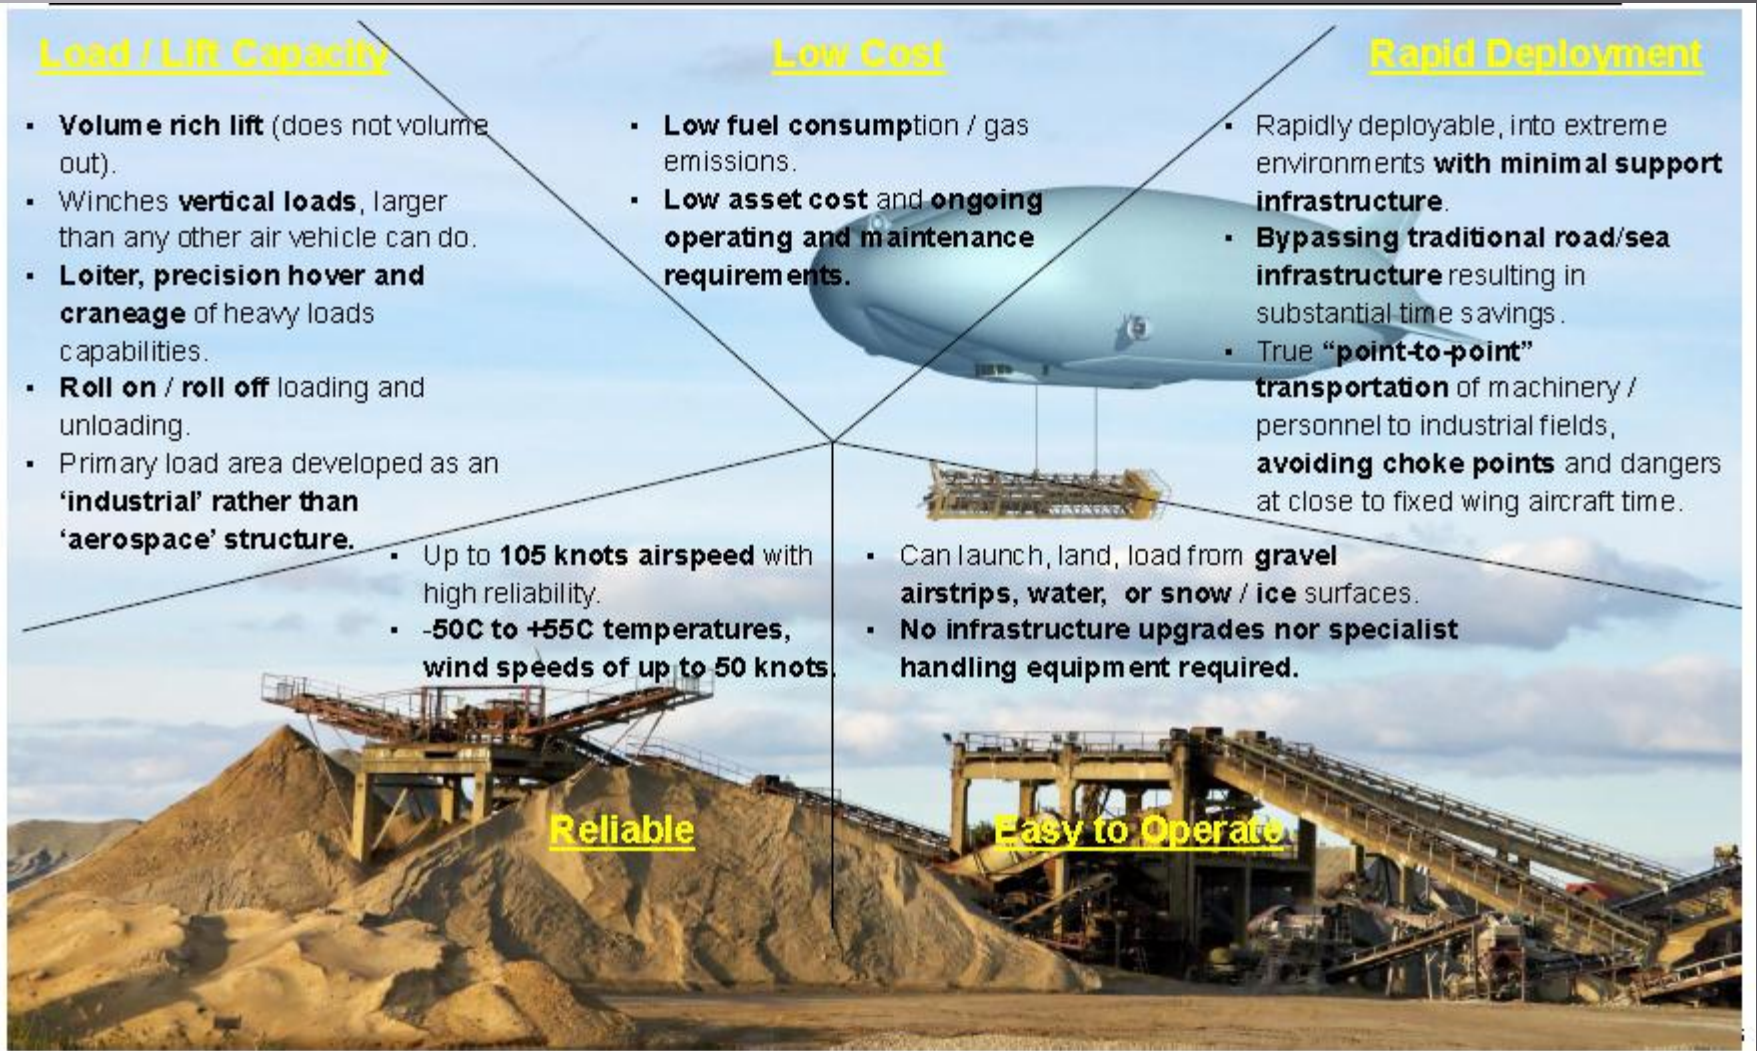 Load / Lift Capacity
▪ Volume rich lift (does not volume
out).
▪ Winches vertical loads, larger
than any other air vehicle can do.
▪ Loiter, precision hover and
craneage of heavy loads
capabilities.
▪ Roll on / roll off loading and
unloading.
▪ Primary load area developed as an
‘industrial’ rather than
‘aerospace’ structure.
Low Cost
▪ Low fuel consumption / gas
emissions.
▪ Low asset cost and ongoing
operating and maintenance
requirements.
Rapid Deployment
▪ Rapidly deployable, into extreme
environments with minimal support
infrastructure.
▪ Bypassing traditional road/sea
infrastructure resulting in
substantial time savings.
▪ True “point-to-point”
transportation of machinery /
personnel to industrial fields,
avoiding choke points and dangers
at close to fixed wing aircraft time.
▪ Up to 105 knots airspeed with
high reliability.
▪ -50C to +55C temperatures,
wind speeds of up to 50 knots.
Reliable
▪ Can launch, land, load from gravel
airstrips, water, or snow / ice surfaces.
▪ No infrastructure upgrades nor specialist
handling equipment required.
Easy to Operate